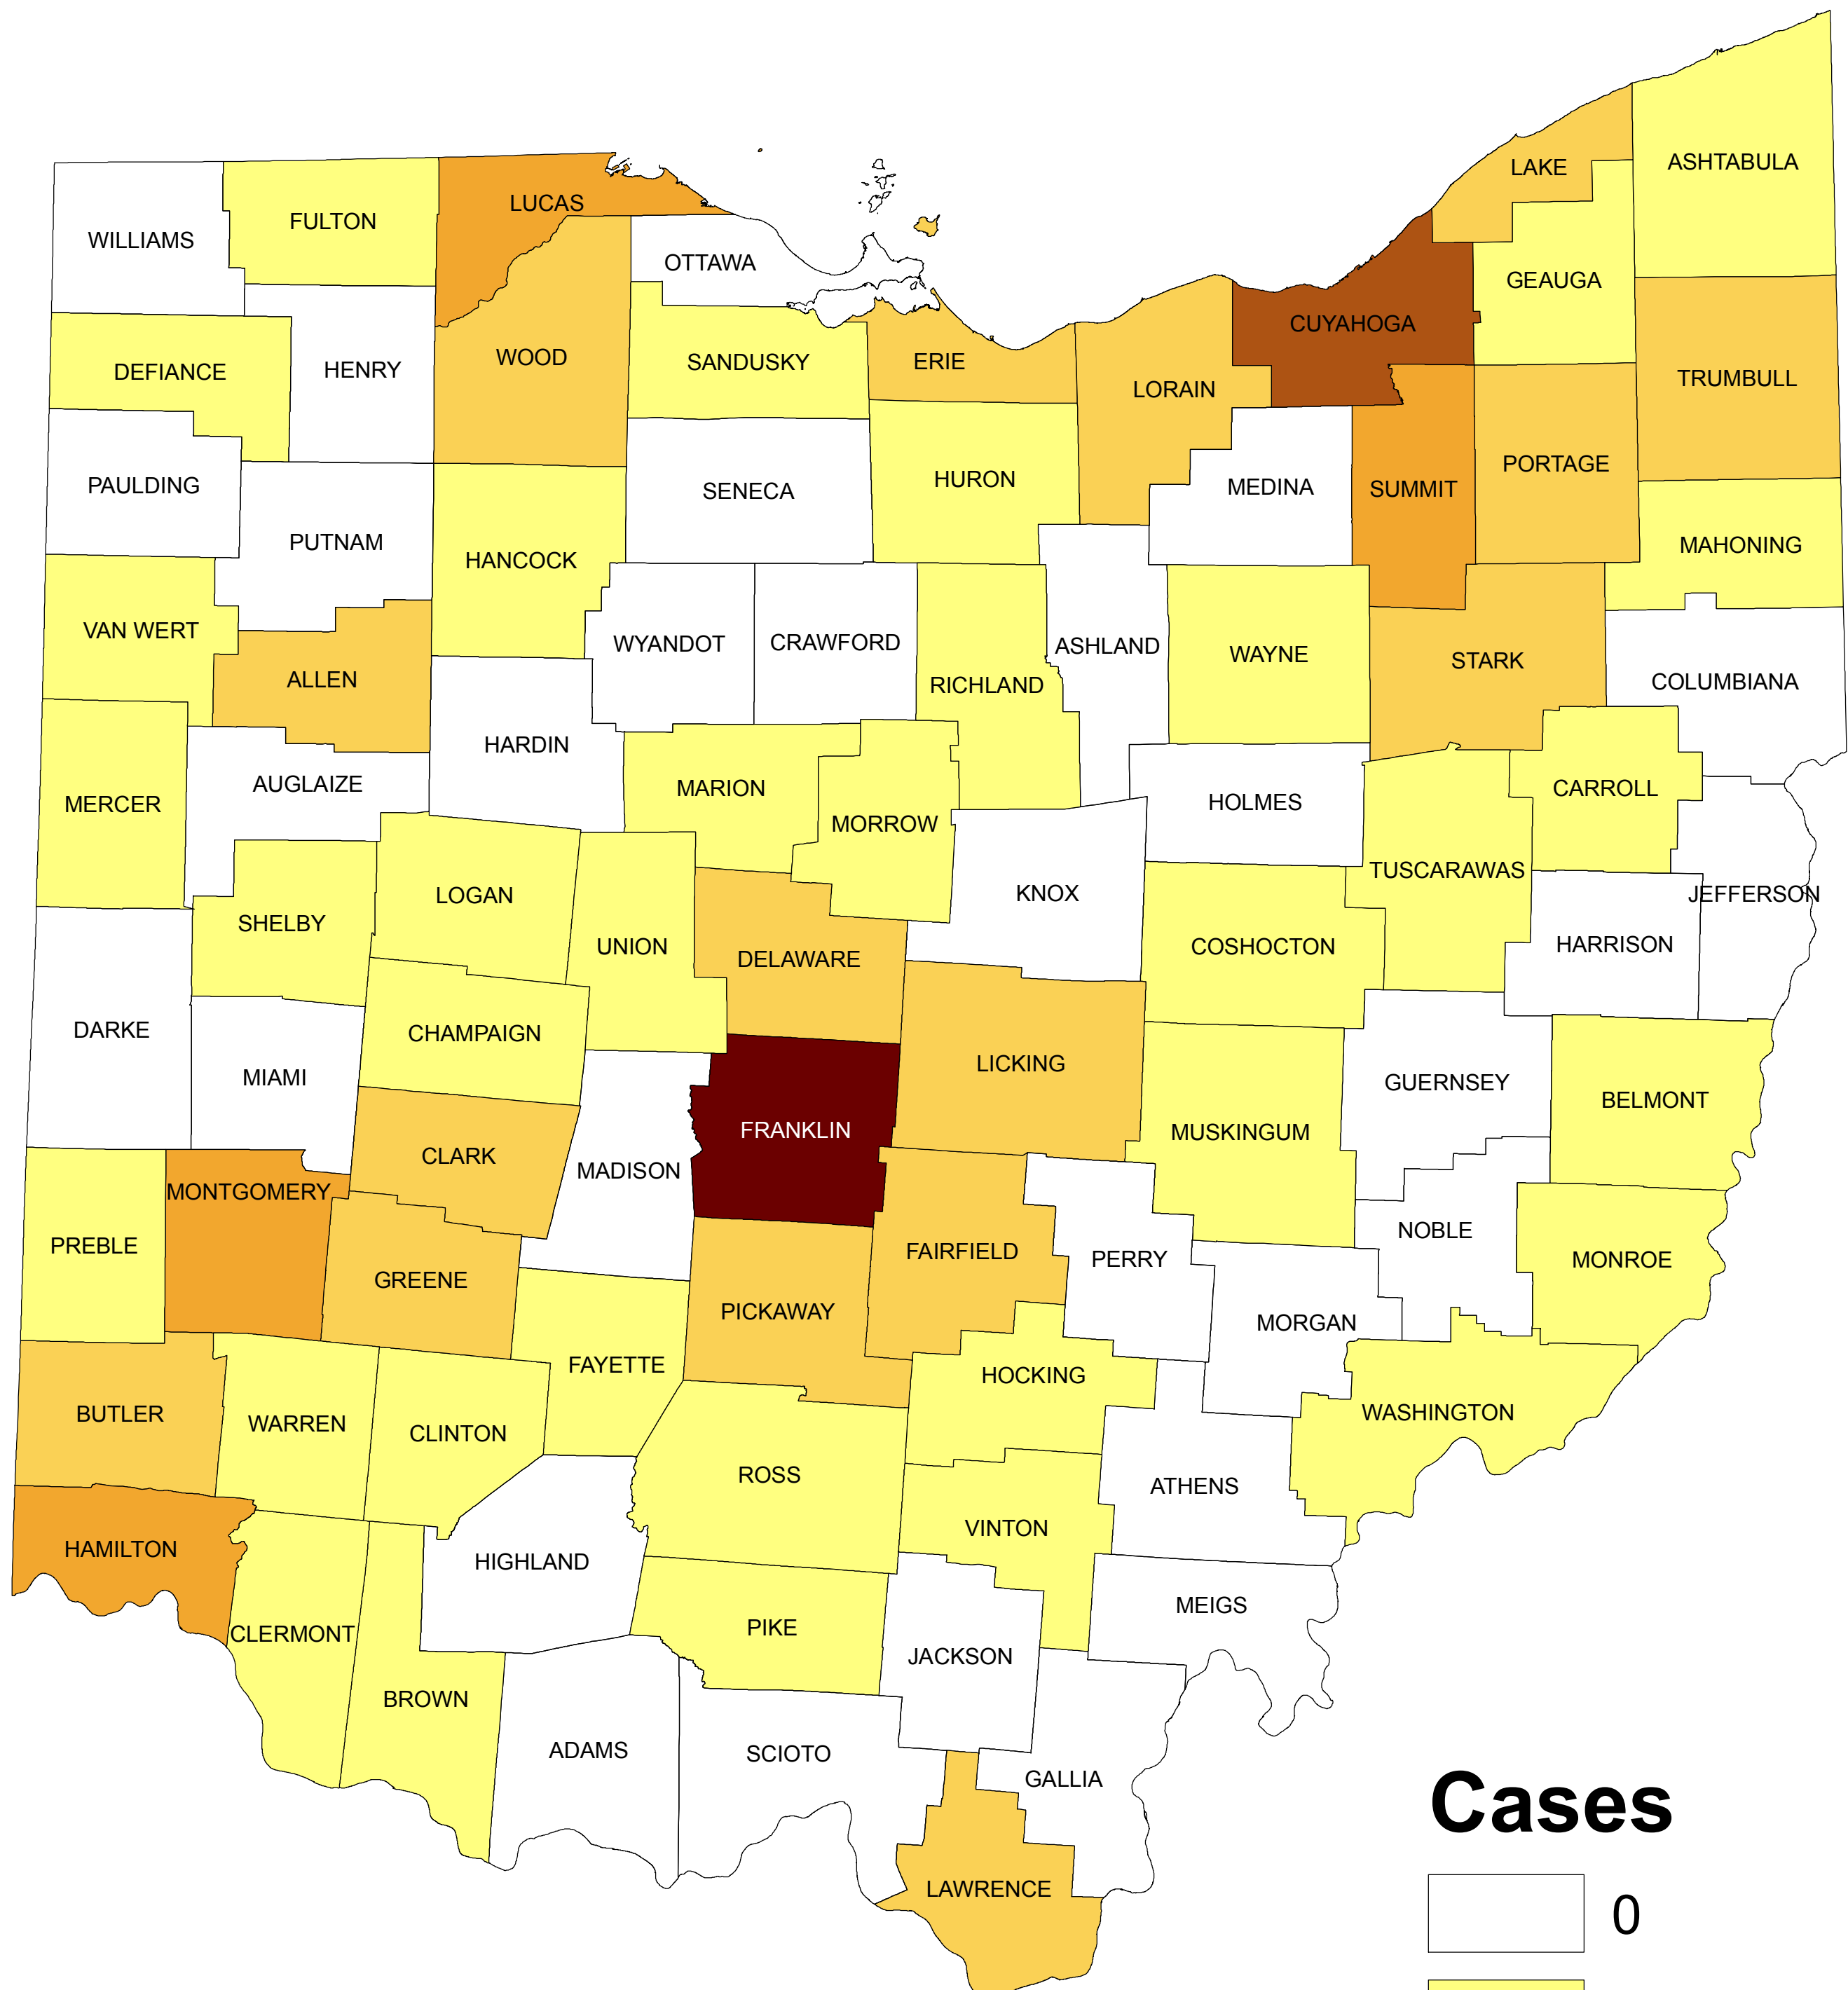 ASHTABULA
LAKE
LUCAS
FULTON
WILLIAMS
OTTAWA
GEAUGA
CUYAHOGA
WOOD
SANDUSKY
ERIE
HENRY
DEFIANCE
TRUMBULL
LORAIN
PORTAGE
HURON
PAULDING
MEDINA
SUMMIT
SENECA
PUTNAM
MAHONING
HANCOCK
VAN WERT
WYANDOT
CRAWFORD
ASHLAND
WAYNE
STARK
ALLEN
COLUMBIANA
RICHLAND
HARDIN
AUGLAIZE
MARION
CARROLL
HOLMES
MERCER
MORROW
TUSCARAWAS
KNOX
JEFFERSON
LOGAN
SHELBY
HARRISON
UNION
COSHOCTON
DELAWARE
DARKE
CHAMPAIGN
LICKING
MIAMI
GUERNSEY
BELMONT
FRANKLIN
MUSKINGUM
CLARK
MADISON
MONTGOMERY
NOBLE
PREBLE
FAIRFIELD
PERRY
MONROE
GREENE
PICKAWAY
MORGAN
FAYETTE
HOCKING
BUTLER
WASHINGTON
WARREN
CLINTON
ROSS
ATHENS
VINTON
HAMILTON
HIGHLAND
MEIGS
PIKE
CLERMONT
JACKSON
BROWN
ADAMS
SCIOTO
GALLIA
Cases
LAWRENCE
0